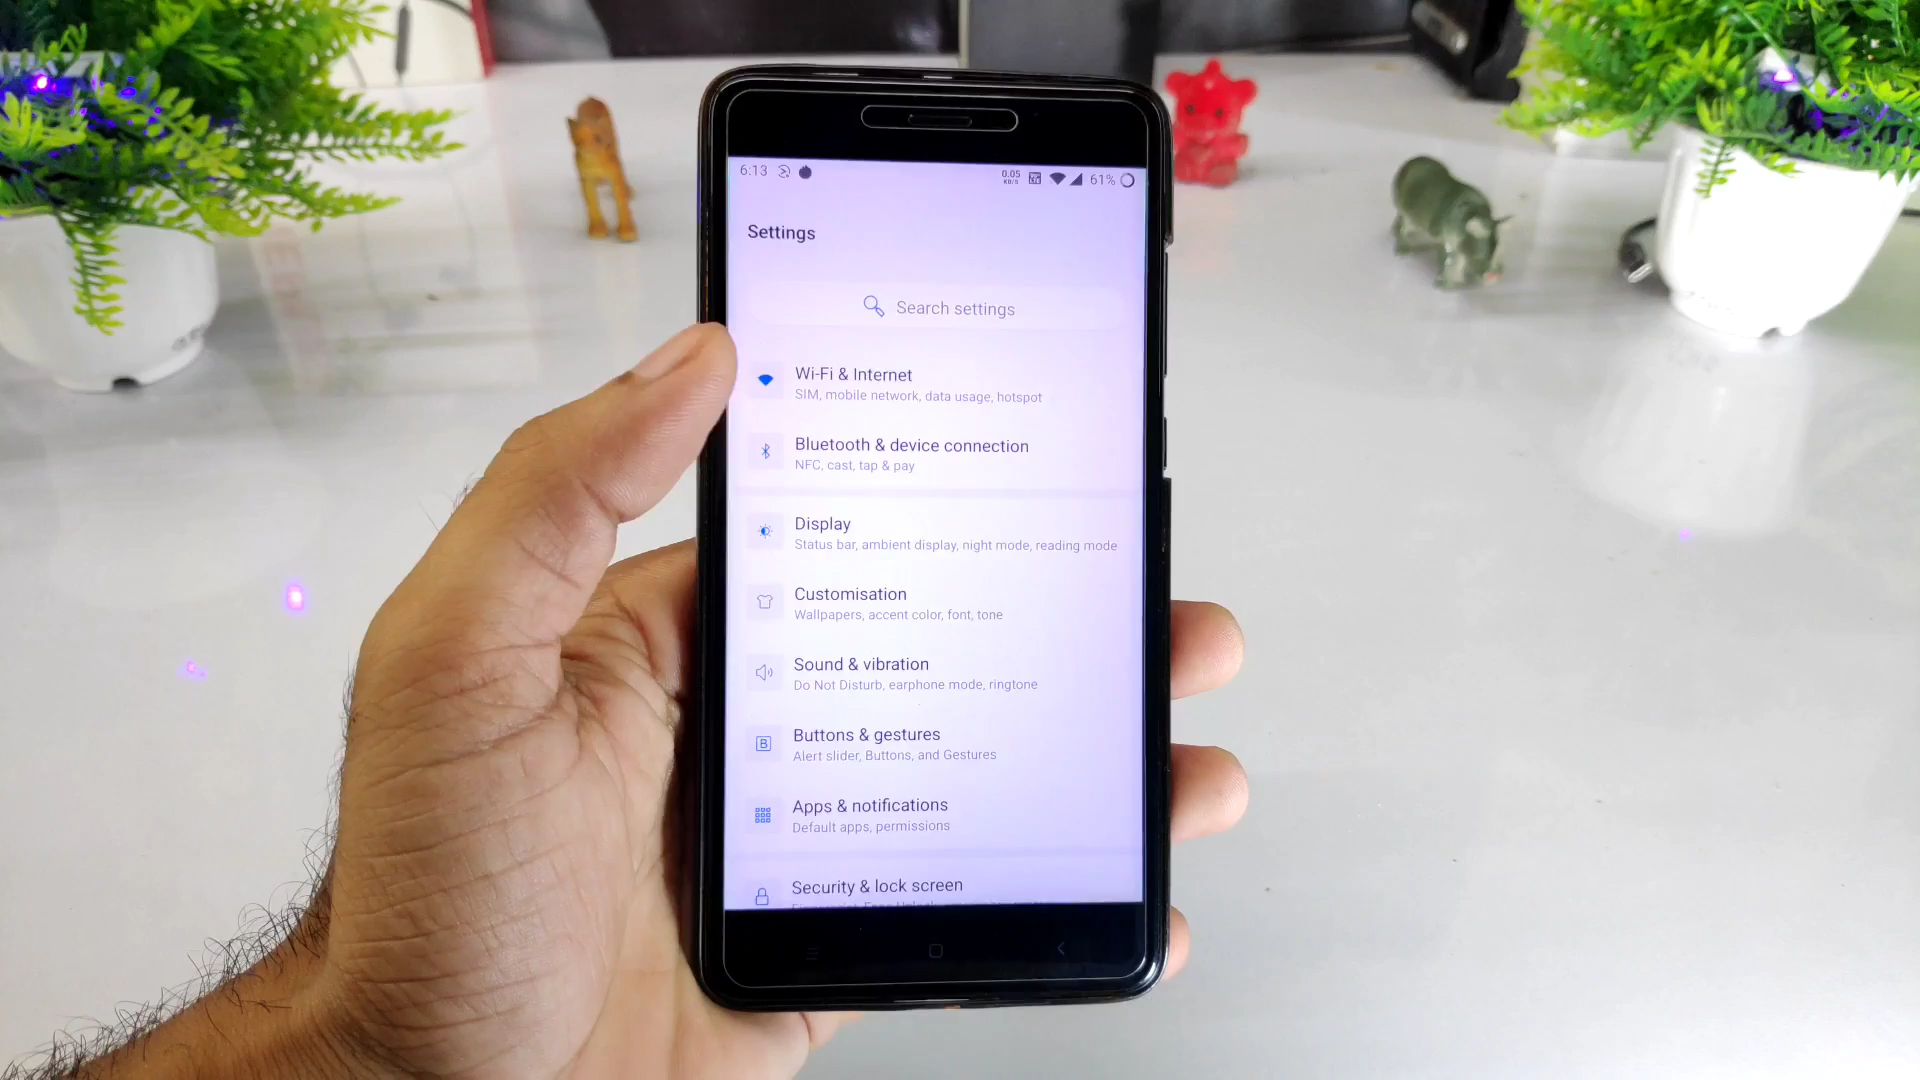 6:13
0.05
KB/S
61%
Settings
Search settings
Wi-Fi & Internet
SIM, mobile network, data usage, hotspot
Bluetooth & device connection
NFC, cast, tap & pay
Display
Status bar, ambient display, night mode, reading mode
Customisation
Wallpapers, accent color, font, tone
Sound & vibration
Do Not Disturb, earphone mode, ringtone
B
Buttons & gestures
Alert slider, Buttons, and Gestures
Apps & notifications
Default apps, permissions
Security & lock screen